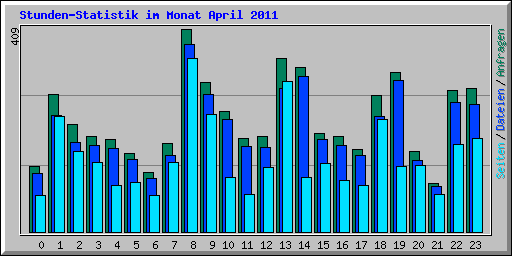 Stunden-Statistik im Monat April 2011
409
Seiten / Dateien / Anfragen
0 1 2 3 4 5 6 7 8 9 10 11 12 13 14 15 16 17 18 19 20 21 22 23